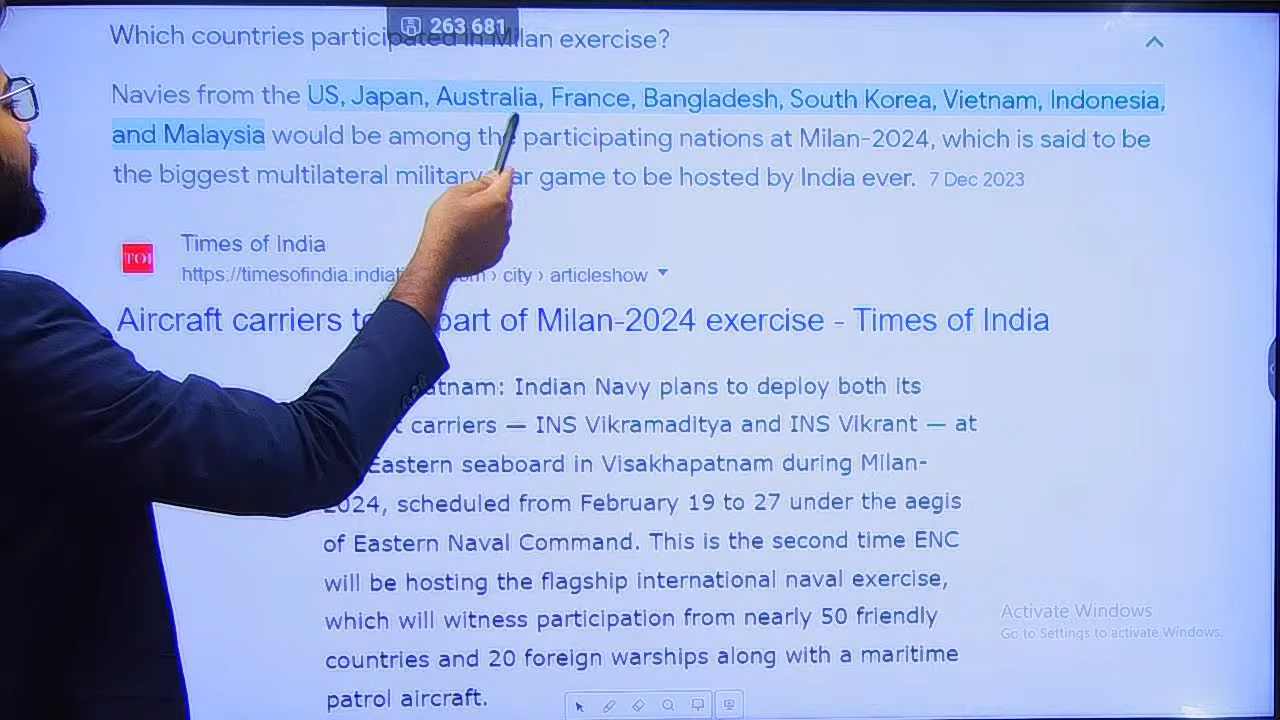 263 681
Which countries participated in Milan exercise?
Navies from the US, Japan, Australia, France, Bangladesh, South Korea, Vietnam, Indonesia,
and Malaysia would be among the participating nations at Milan-2024, which is said to be
the biggest multilateral military game to be hosted by India ever. 7 Dec 2023
Times of India
TOI
https://timesofindia.indiat › city › articleshow
Aircraft carriers part of Milan-2024 exercise - Times of India
atnam: Indian Navy plans to deploy both its
carriers — INS Vikramaditya and INS Vikrant — at
Eastern seaboard in Visakhapatnam during Milan-
2024, scheduled from February 19 to 27 under the aegis
of Eastern Naval Command. This is the second time ENC
will be hosting the flagship international naval exercise,
which will witness participation from nearly 50 friendly
countries and 20 foreign warships along with a maritime
patrol aircraft.
Activate Windows
Go to Settings to activate Windows.